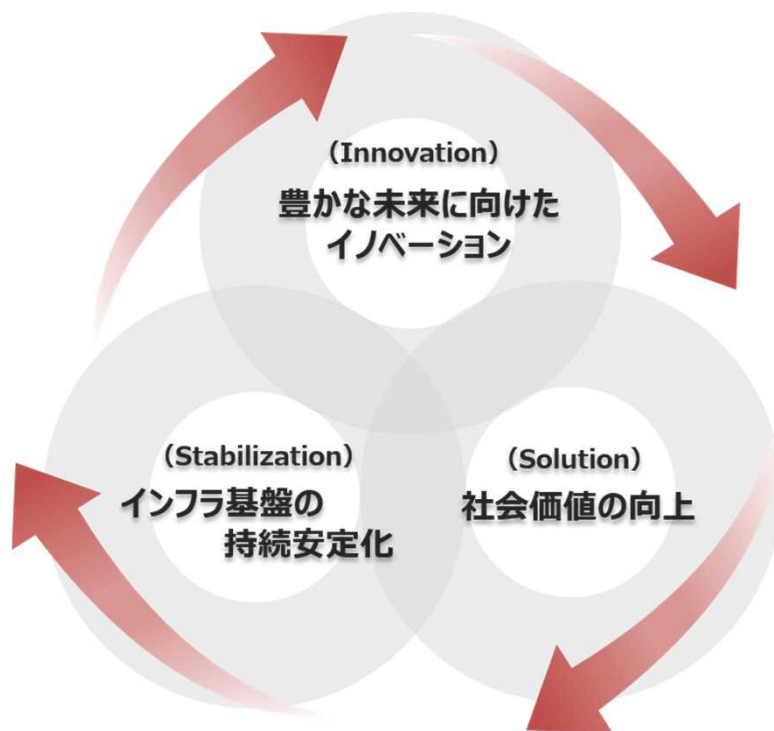 （Innovation）
豊かな未来に向けた
イノベーション
（Stabilization）
インフラ基盤の
持続安定化
（Solution）
社会価値の向上